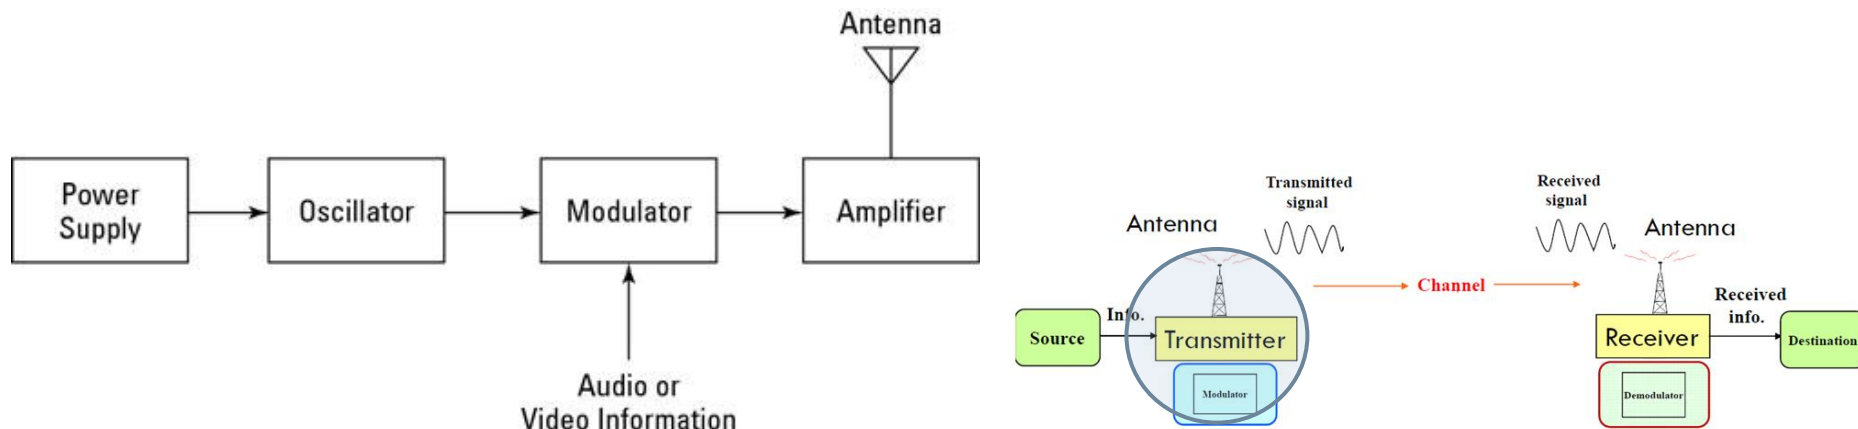 Antenna
Power
Supply
Oscillator
Modulator
Amplifier
Audio or
Video Information
Transmitted
signal
Received
signal
Antenna
Antenna
Channel
Info.
Received
info.
Source
Transmitter
Receiver
Destination
Modulator
Demodulator